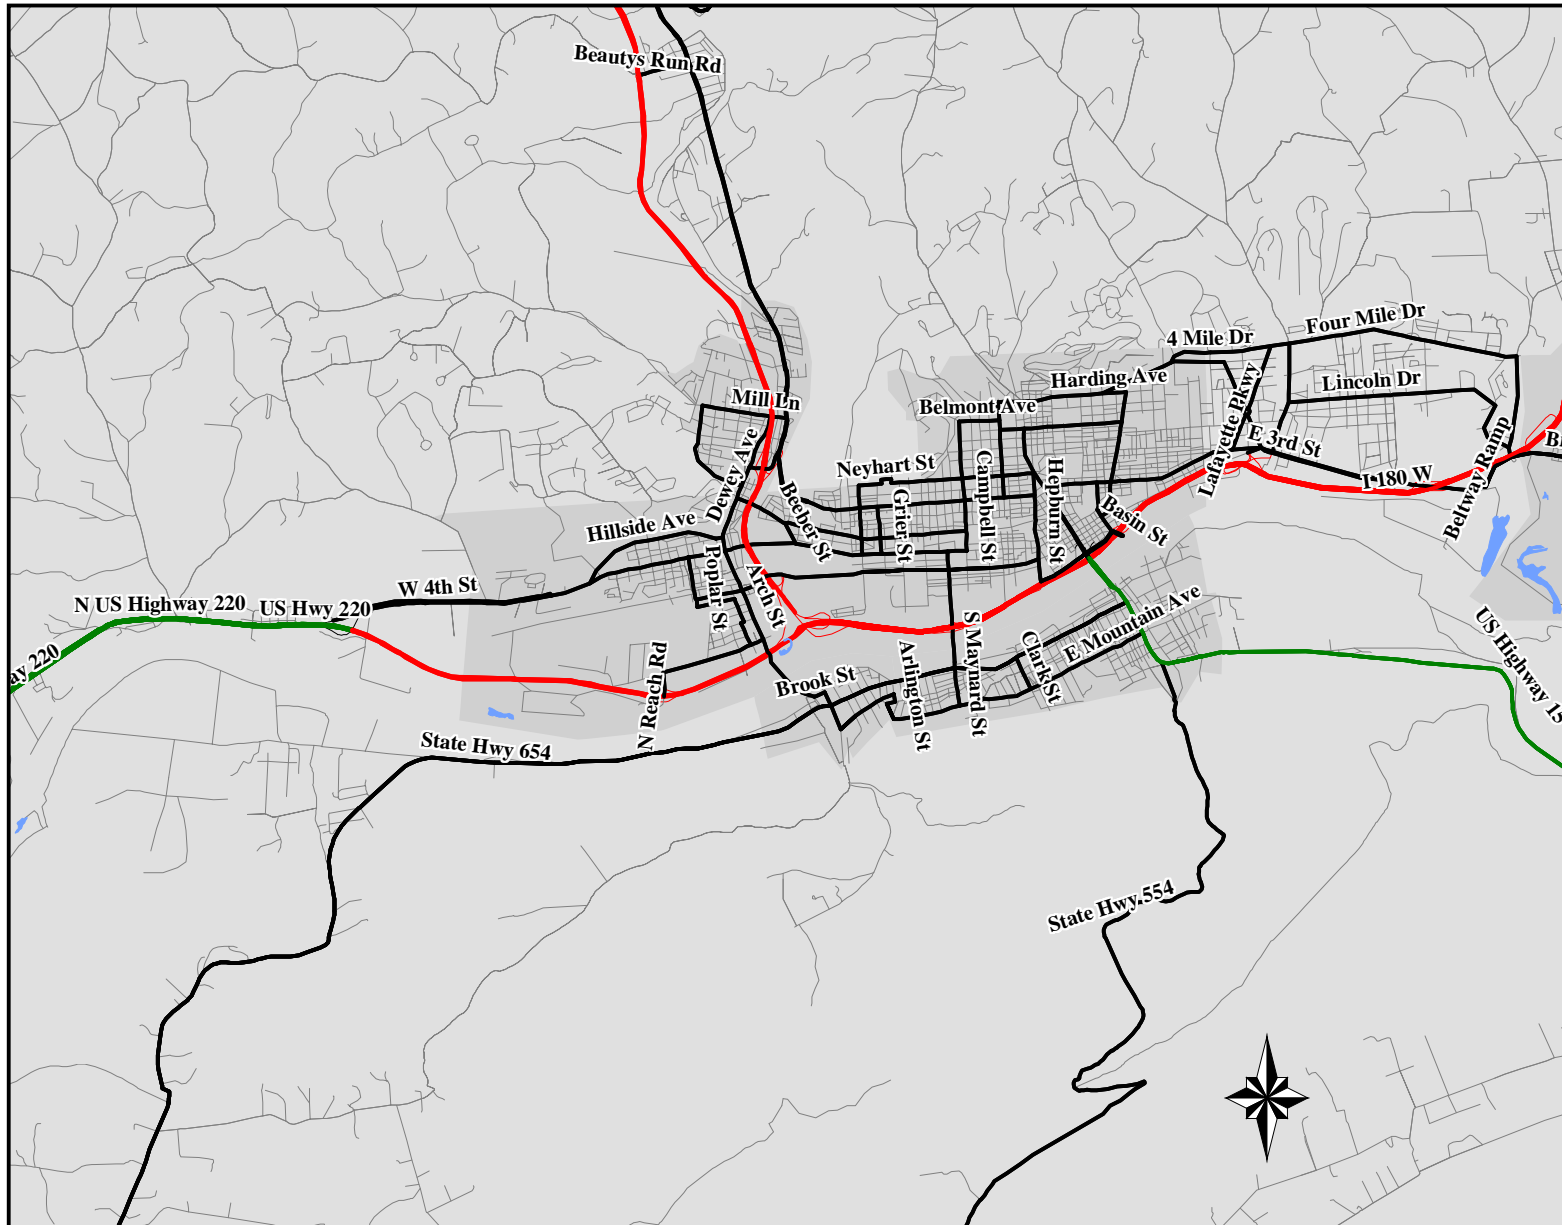 Beautys Run Rd
Four Mile Dr
4 Mile Dr
Harding Ave
Lincoln Dr
Mill Ln
Belmont Ave
Lafayette Pkwy
E 3rd St
Dewey Ave
Neyhart St
Campbell St
Hepburn St
I 180 W
Beltway Ramp
Beeber St
Grier St
Basin St
Hillside Ave
Poplar St
Arch St
W 4th St
N US Highway 220
US Hwy 220
ay 220
S Maynard St
Clark St
E Mountain Ave
US Highway 15
N Reach Rd
Brook St
Arlington St
State Hwy 654
State Hwy 554